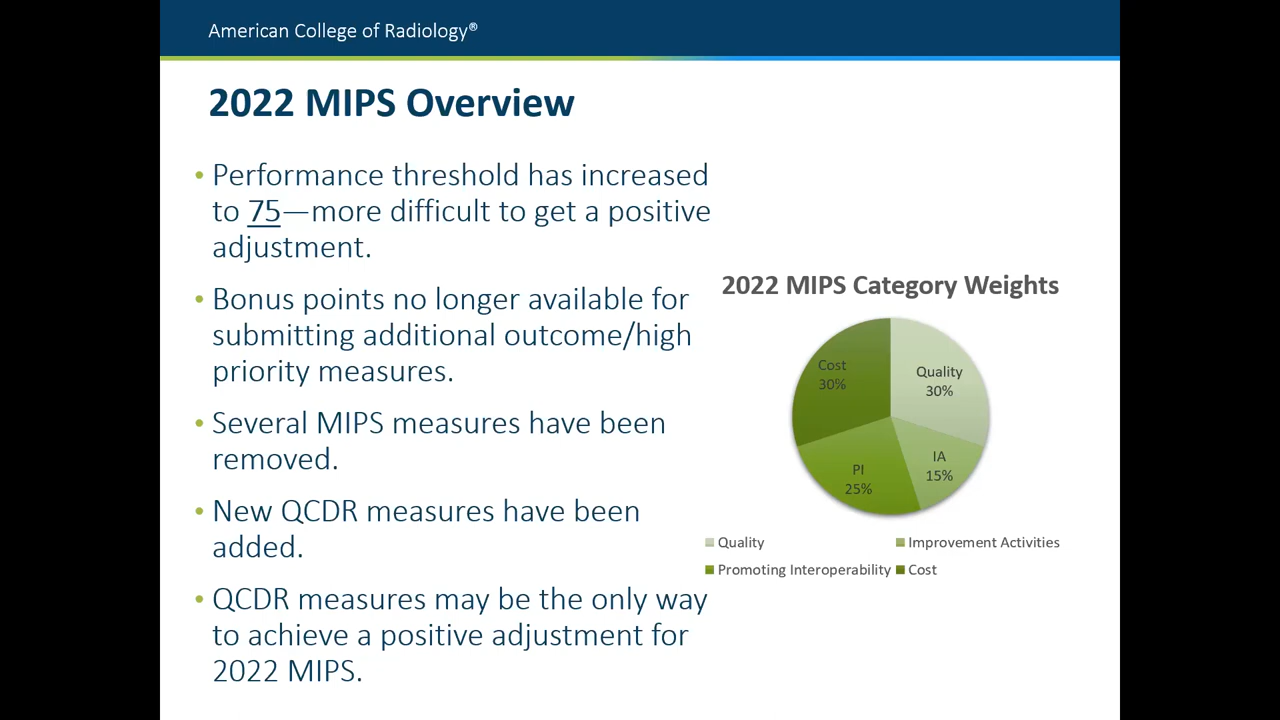 American College of Radiology®
2022 MIPS Overview
• Performance threshold has increased
to 75—more difficult to get a positive
adjustment.
• Bonus points no longer available for
submitting additional outcome/high
priority measures.
• Several MIPS measures have been
removed.
• New QCDR measures have been
added.
• QCDR measures may be the only way
to achieve a positive adjustment for
2022 MIPS.
2022 MIPS Category Weights
Cost
30%
Quality
30%
PI
25%
IA
15%
Quality
Improvement Activities
Promoting Interoperability
Cost